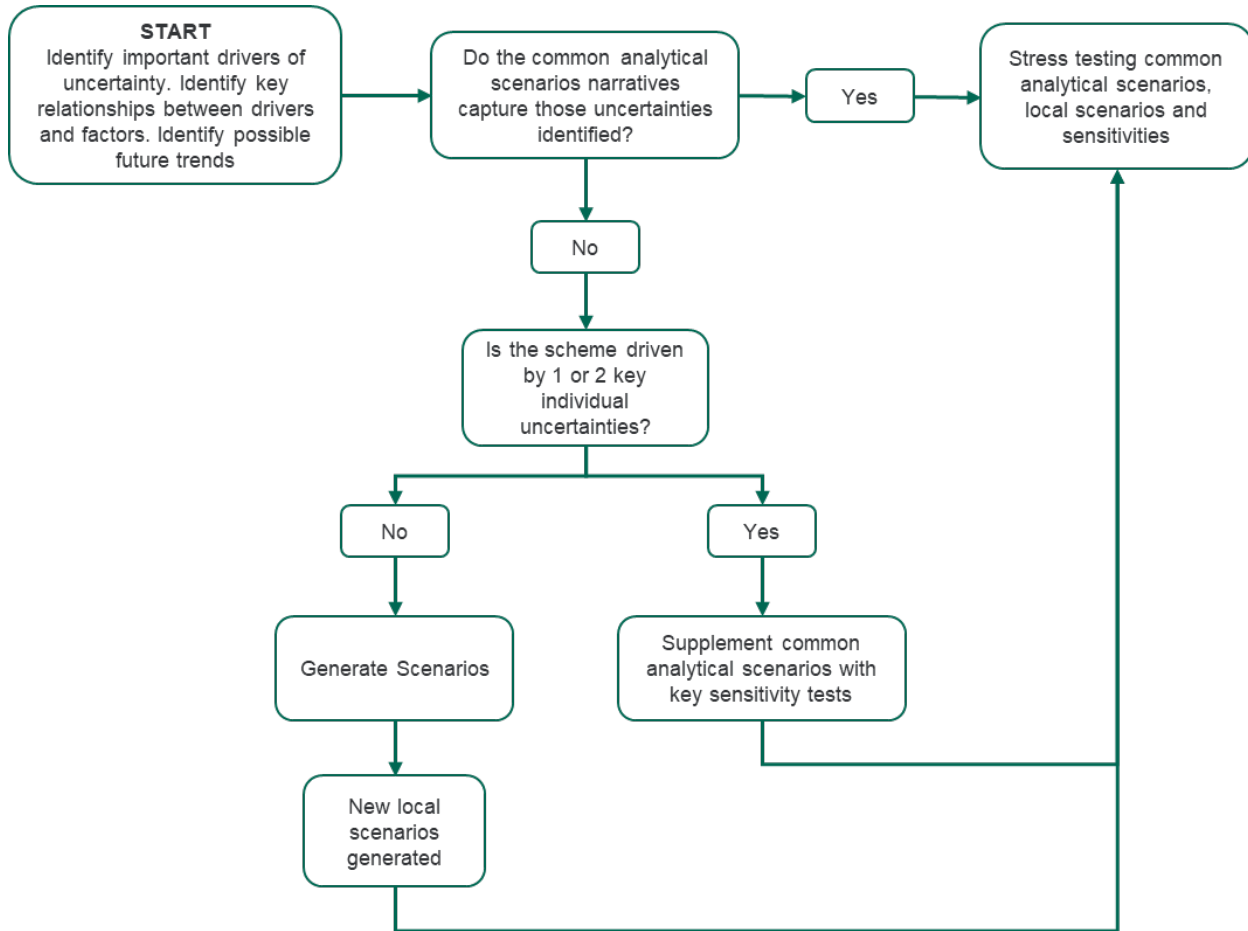 START
Identify important drivers
of uncertainty. Identify key
relationships between drivers
and factors. Identify possible
future trends
Do the common analytical
scenarios narratives
capture those uncertainties
identified?
Yes
Stress testing common
analytical scenarios,
local scenarios and
sensitivities
No
Is the scheme driven
by 1 or 2 key
individual
uncertainties?
No
Yes
Generate Scenarios
Supplement common
analytical scenarios with
key sensitivity tests
New local
scenarios
generated